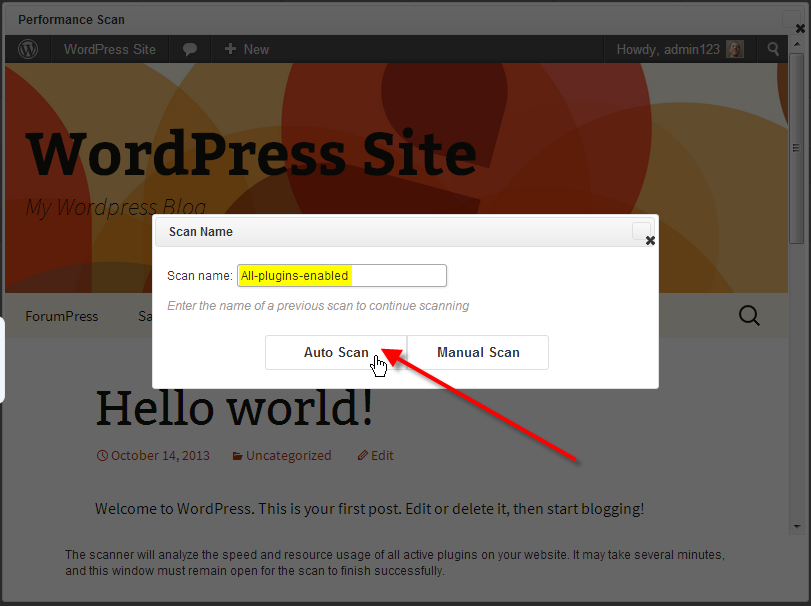 Performance Scan
WordPress Site New Howdy, admin123
WordPress Site
My Wordpress Blog
Scan Name
Scan name: All-plugins-enabled
Enter the name of a previous scan to continue scanning
ForumPress Sa
Auto Scan Manual Scan
Hello world!
October 14, 2013 Uncategorized Edit
Welcome to WordPress. This is your first post. Edit or delete it, then start blogging!
The scanner will analyze the speed and resource usage of all active plugins on your website. It may take several minutes,
and this window must remain open for the scan to finish successfully.